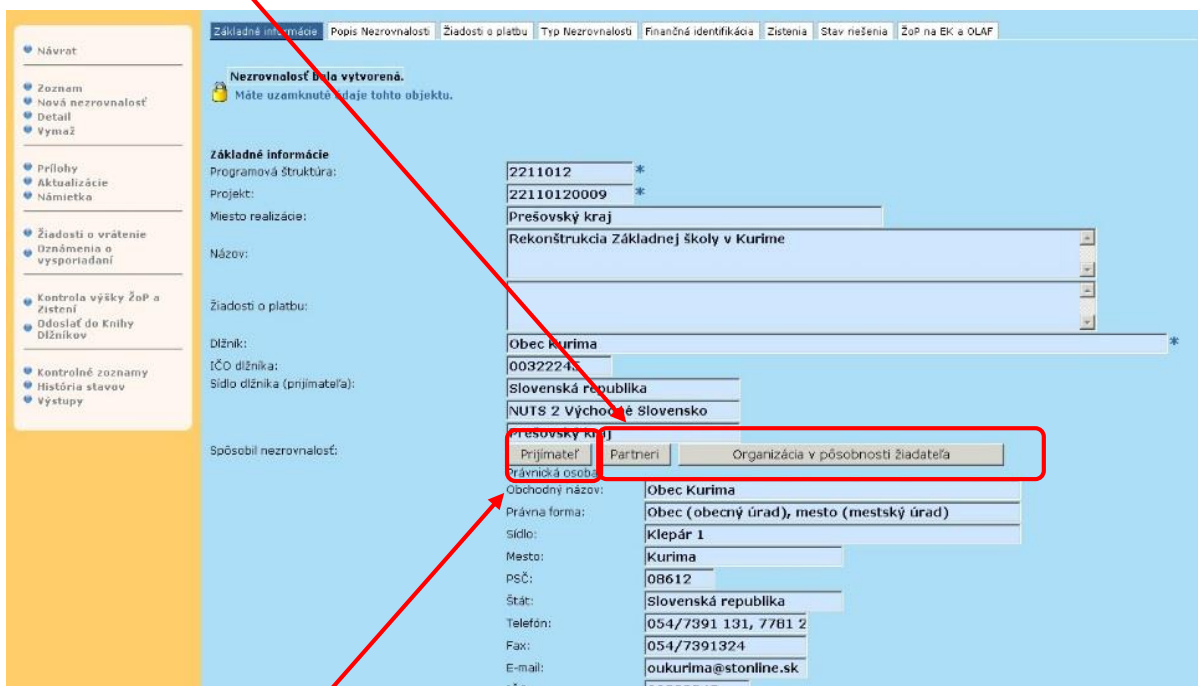 Základné informácie Popis Nezrovnalosti Žiadosti o platbu Typ Nezrovnalosti Finančná identifikácia Zistenia Stav riešenia ŽoP na EK a OLAF
Návrat
Zoznam
Nová nezrovnalosť
Detail
Vymaž
Prílohy
Aktualizácie
Námietka
Žiadosti o vrátenie
Oznámenia o
vysporiadaní
Kontrola výšky ŽoP a
Zistení
Odoslať do Knihy
Dlžníkov
Kontrolné zoznamy
História stavov
Výstupy
Nezrovnalosť bola vytvorená.
Máte uzamknuté údaje tohto objektu.
Základné informácie
Programová štruktúra: 2211012 *
Projekt: 22110120009 *
Miesto realizácie: Prešovský kraj
Názov: Rekonštrukcia Základnej školy v Kurime
Žiadosti o platbu:
Dlžník: Obec Kurima *
IČO dlžníka: 00322245
Sídlo dlžníka (prijímateľa): Slovenská republika
NUTS 2 Východné Slovensko
Prešovský kraj
Spôsobil nezrovnalosť: Prijímateľ Partneri Organizácia v pôsobnosti žiadateľa
Právnická osoba
Obchodný názov: Obec Kurima
Právna forma: Obec (obecný úrad), mesto (mestský úrad)
Sídlo: Klepár 1
Mesto: Kurima
PSČ: 08612
Štát: Slovenská republika
Telefón: 054/7391 131, 7781 2
Fax: 054/7391324
E-mail: oukurima@stonline.sk